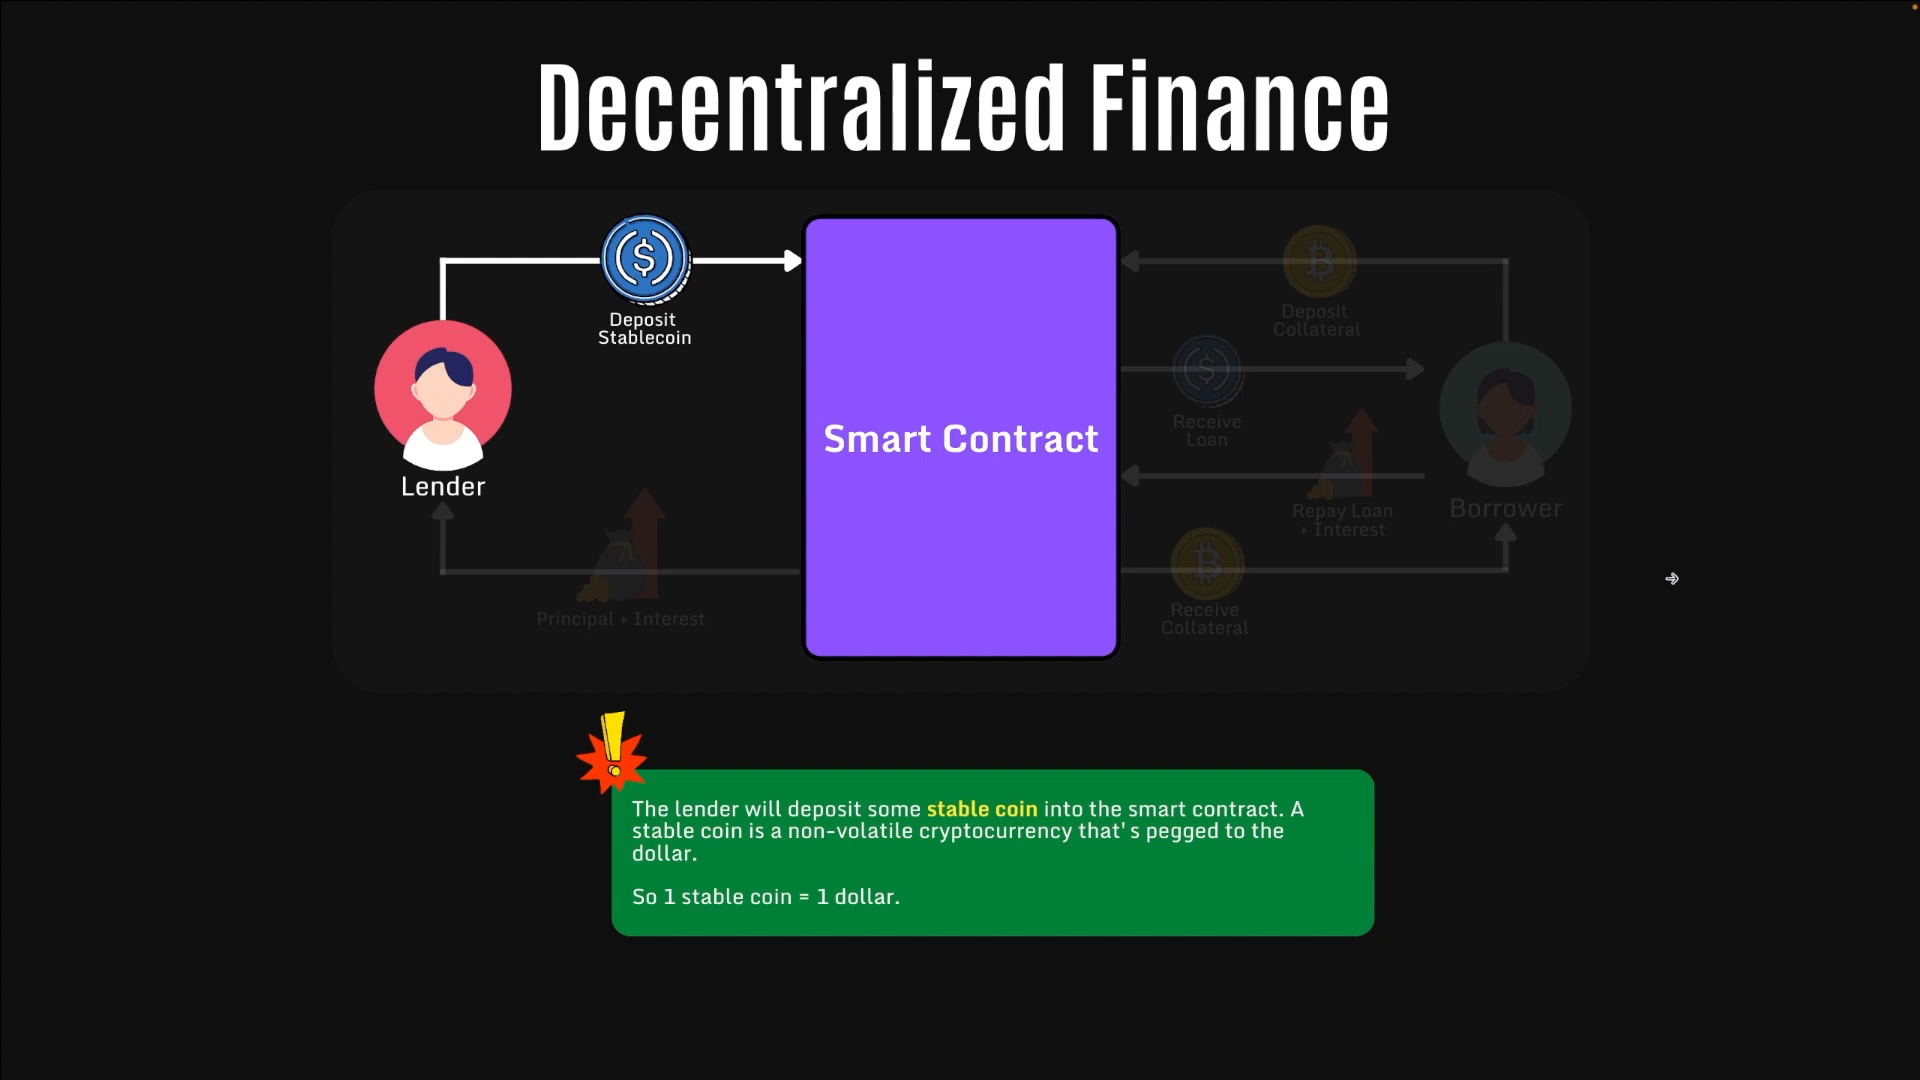 Decentralized Finance
Deposit
Stablecoin
Lender
Principal + Interest
Smart Contract
Deposit
Collateral
Receive
Loan
Repay Loan
+ Interest
Borrower
Receive
Collateral
The lender will deposit some stable coin into the smart contract. A
stable coin is a non-volatile cryptocurrency that's pegged to the
dollar.
So 1 stable coin = 1 dollar.